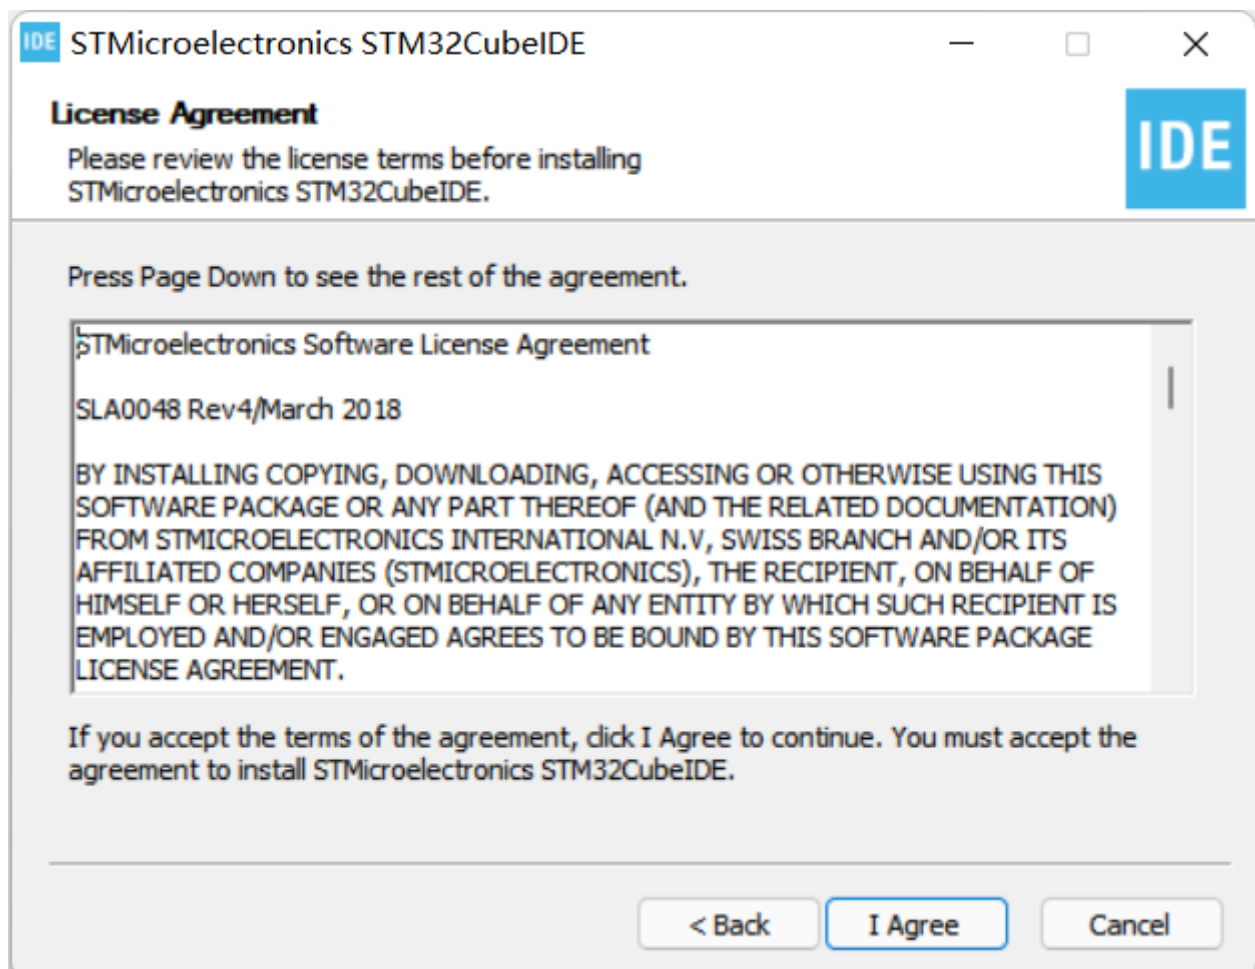 IDE STMicroelectronics STM32CubeIDE
License Agreement
Please review the license terms before installing
STMicroelectronics STM32CubeIDE.
IDE
Press Page Down to see the rest of the agreement.
STMicroelectronics Software License Agreement
SLA0048 Rev4/March 2018
BY INSTALLING COPYING, DOWNLOADING, ACCESSING OR OTHERWISE USING THIS
SOFTWARE PACKAGE OR ANY PART THEREOF (AND THE RELATED DOCUMENTATION)
FROM STMICROELECTRONICS INTERNATIONAL N.V, SWISS BRANCH AND/OR ITS
AFFILIATED COMPANIES (STMICROELECTRONICS), THE RECIPIENT, ON BEHALF OF
HIMSELF OR HERSELF, OR ON BEHALF OF ANY ENTITY BY WHICH SUCH RECIPIENT IS
EMPLOYED AND/OR ENGAGED AGREES TO BE BOUND BY THIS SOFTWARE PACKAGE
LICENSE AGREEMENT.
If you accept the terms of the agreement, click I Agree to continue. You must accept the
agreement to install STMicroelectronics STM32CubeIDE.
< Back I Agree Cancel